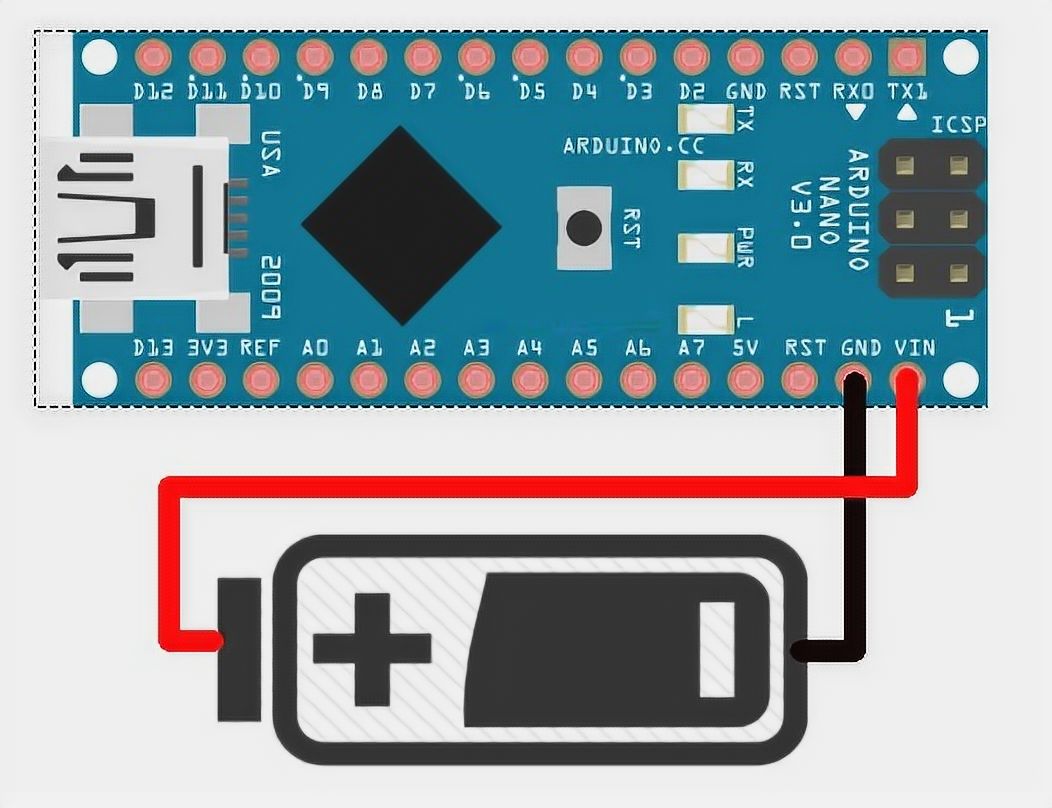 D12 D11 D10 D9 D8 D7 D6 D5 D4 D3 D2 GND RST RX0 TX1
ICSP
USA
TX
ARDUINO.CC
RX
ARDUINO
NANO
V3.0
RST
PWR
2009
L
1
D13 3V3 REF A0 A1 A2 A3 A4 A5 A6 A7 5V RST GND VIN